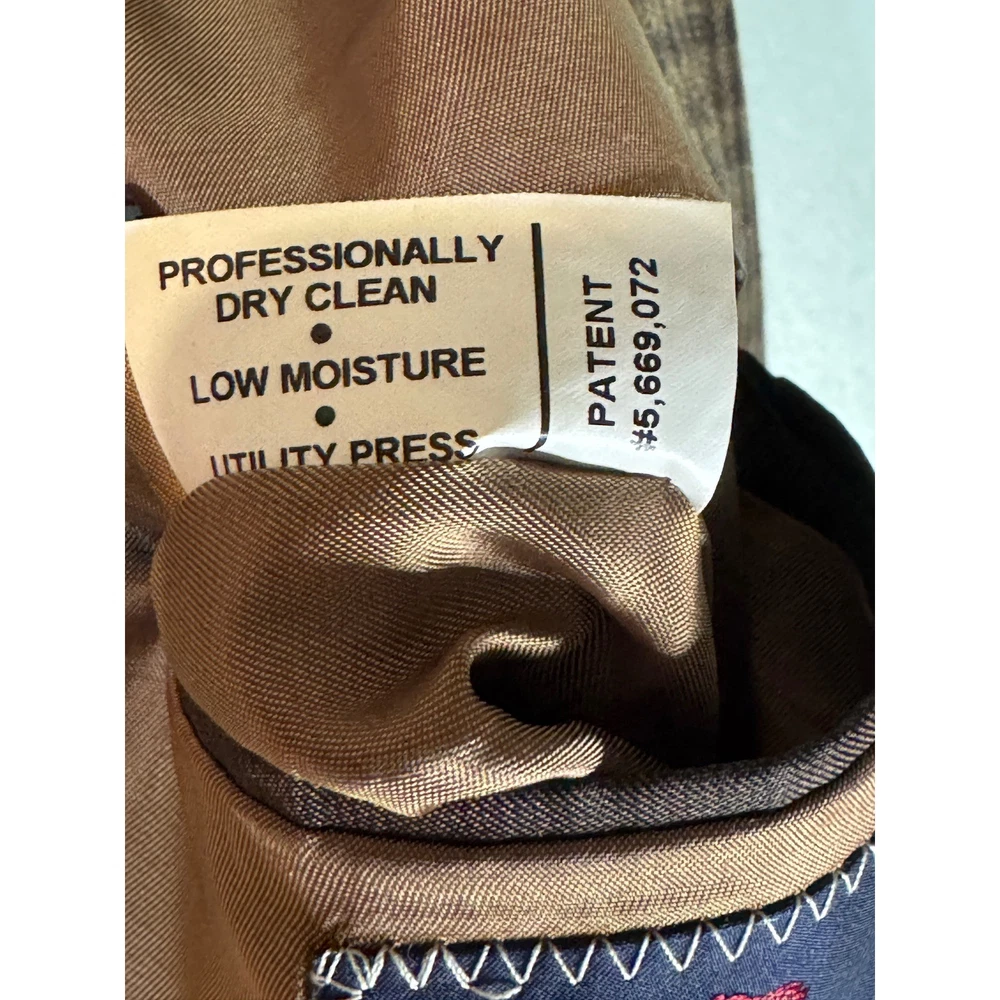 PROFESSIONALLY
DRY CLEAN
•
LOW MOISTURE
•
UTILITY PRESS
PATENT
#5,669,072